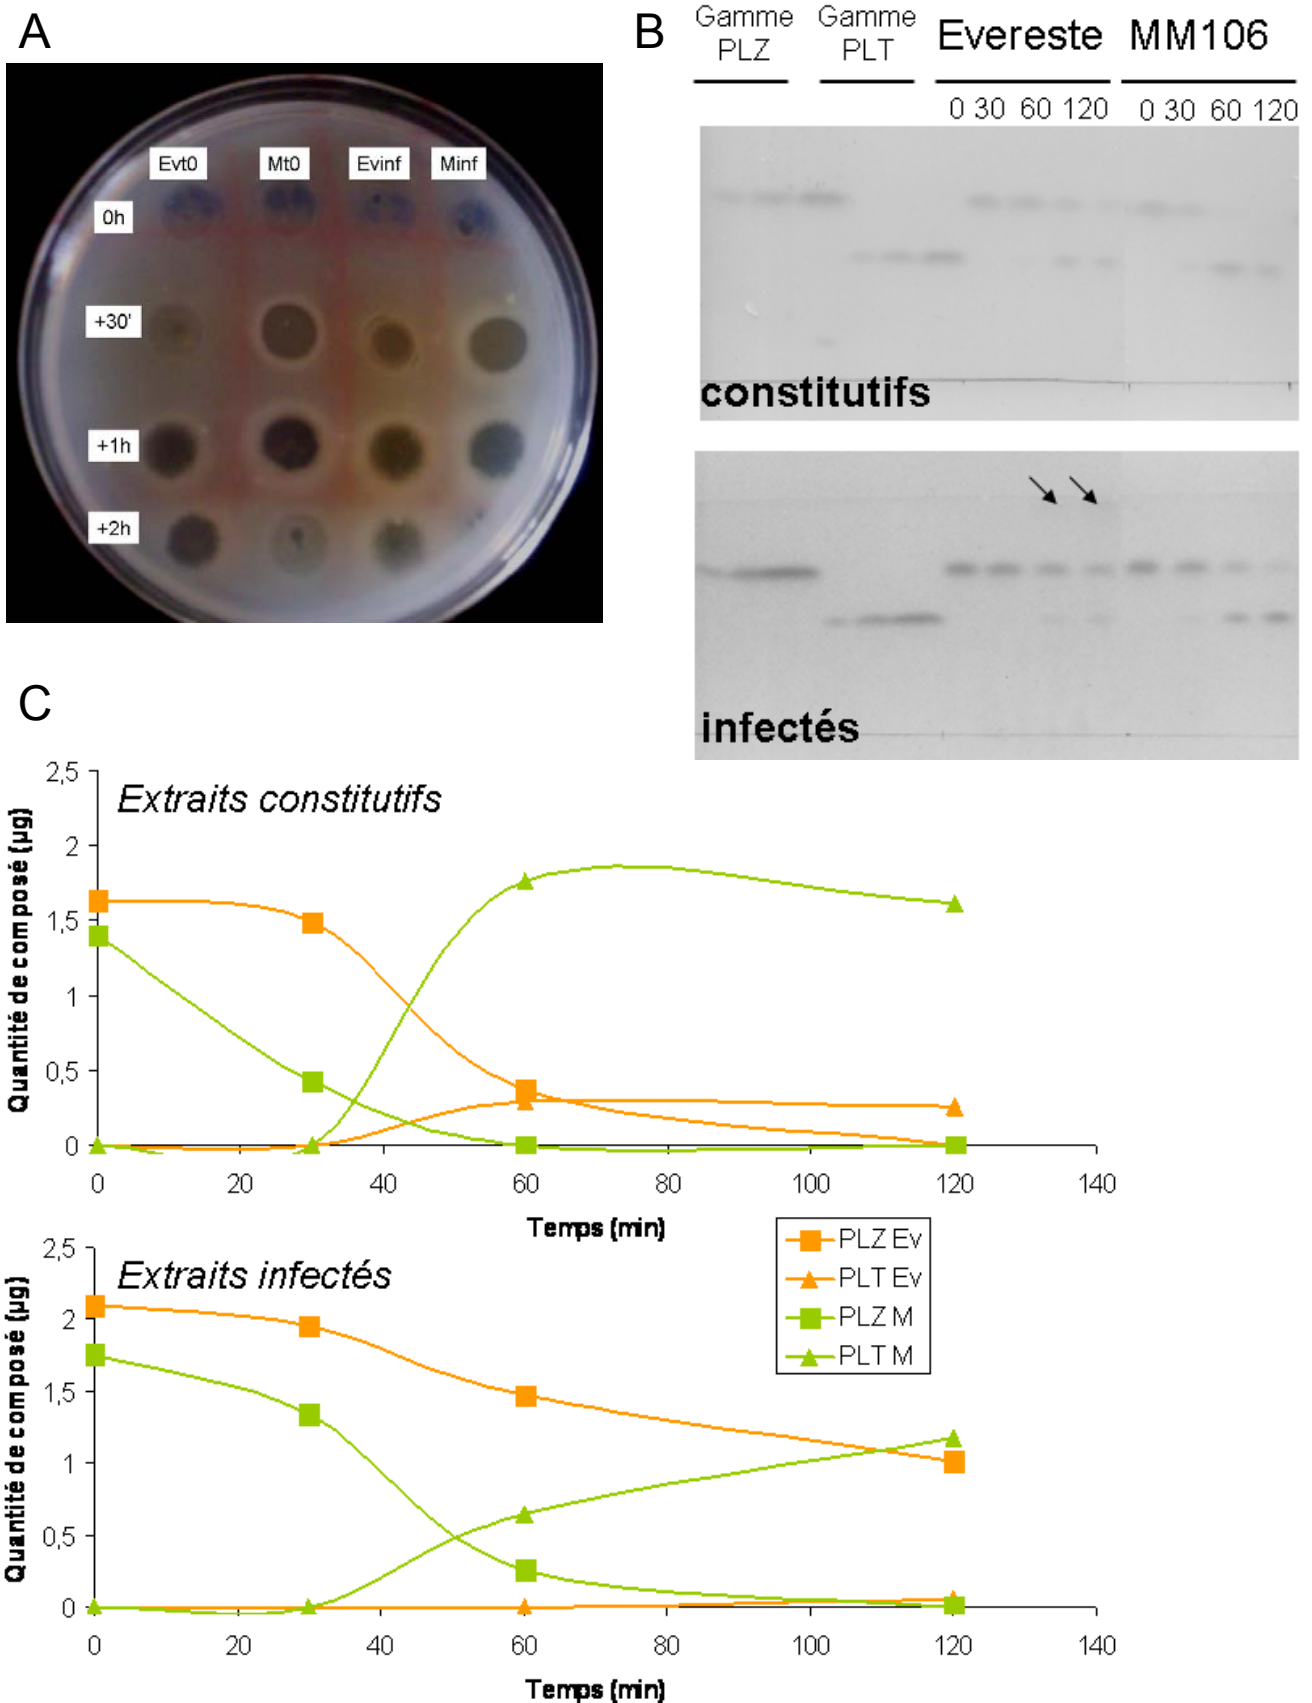 A
Evt0 Mt0 Evinf Minf
0h
+30'
+1h
+2h
B
Gamme PLZ
Gamme PLT
Evereste MM106
0 30 60 120 0 30 60 120
constitutifs
infectés
C
Extraits constitutifs
Quantité de composé (µg)
2,5
2
1,5
1
0,5
0
0 20 40 60 80 100 120 140
Temps (min)
PLZ Ev
PLT Ev
PLZ M
PLT M
Extraits infectés
Quantité de composé (µg)
2,5
2
1,5
1
0,5
0
0 20 40 60 80 100 120 140
Temps (min)